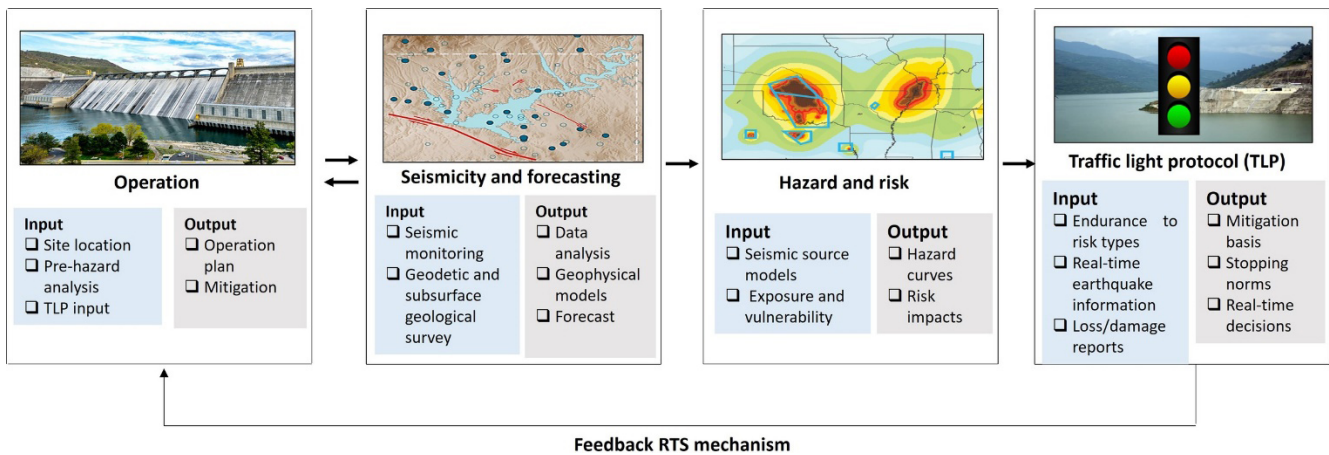 Operation
Input
❑ Site location
❑ Pre-hazard
analysis
❑ TLP input
Output
❑ Operation
plan
❑ Mitigation
Seismicity and forecasting
Input
❑ Seismic
monitoring
❑ Geodetic and
subsurface
geological
survey
Output
❑ Data
analysis
❑ Geophysical
models
❑ Forecast
Hazard and risk
Input
❑ Seismic source
models
❑ Exposure and
vulnerability
Output
❑ Hazard
curves
❑ Risk
impacts
Traffic light protocol (TLP)
Input
❑ Endurance to
risk types
❑ Real-time
earthquake
information
❑ Loss/damage
reports
Output
❑ Mitigation
basis
❑ Stopping
norms
❑ Real-time
decisions
Feedback RTS mechanism